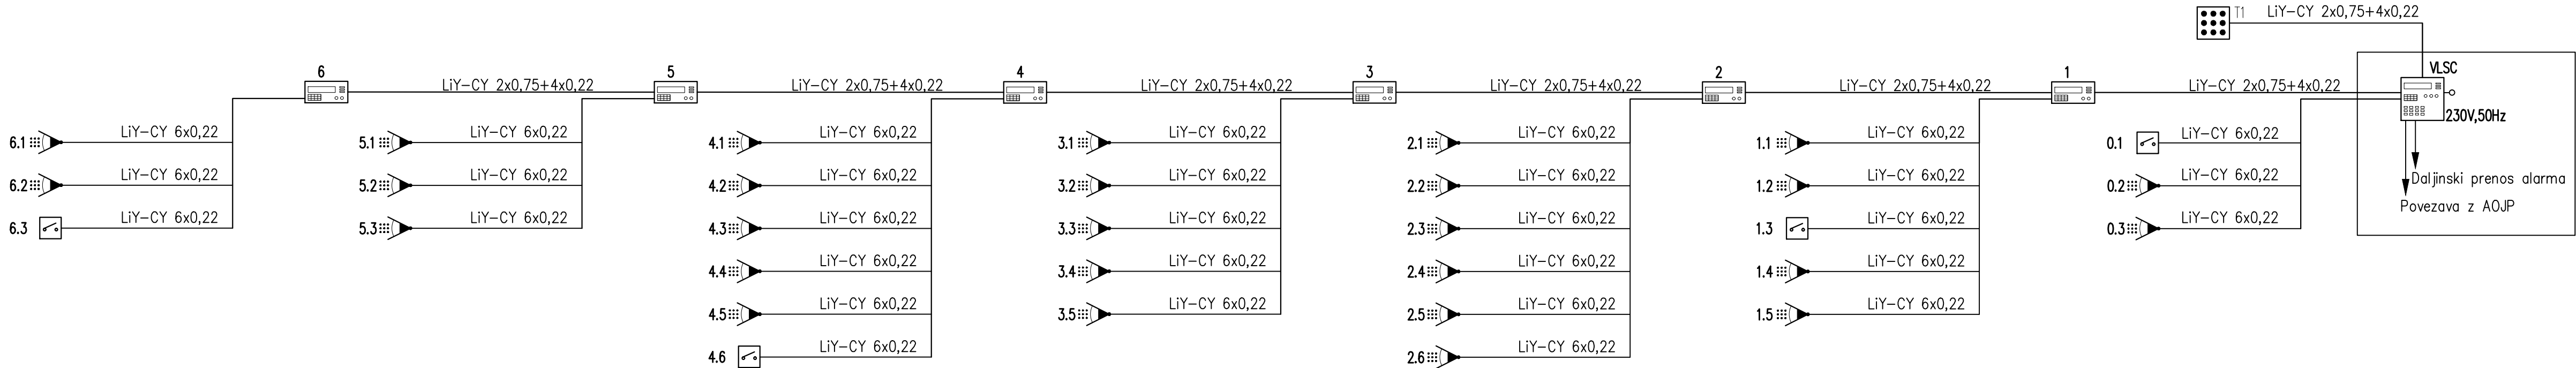 T1 LiY-CY 2x0,75+4x0,22
6 5 4 3 2 1 VLSC
LiY-CY 2x0,75+4x0,22 LiY-CY 2x0,75+4x0,22 LiY-CY 2x0,75+4x0,22 LiY-CY 2x0,75+4x0,22 LiY-CY 2x0,75+4x0,22 LiY-CY 2x0,75+4x0,22
230V,50Hz
6.1 LiY-CY 6x0,22 5.1 LiY-CY 6x0,22 4.1 LiY-CY 6x0,22 3.1 LiY-CY 6x0,22 2.1 LiY-CY 6x0,22 1.1 LiY-CY 6x0,22 0.1 LiY-CY 6x0,22
6.2 LiY-CY 6x0,22 5.2 LiY-CY 6x0,22 4.2 LiY-CY 6x0,22 3.2 LiY-CY 6x0,22 2.2 LiY-CY 6x0,22 1.2 LiY-CY 6x0,22 0.2 LiY-CY 6x0,22
Daljinski prenos alarma
Povezava z AOJP
6.3 LiY-CY 6x0,22 5.3 LiY-CY 6x0,22 4.3 LiY-CY 6x0,22 3.3 LiY-CY 6x0,22 2.3 LiY-CY 6x0,22 1.3 LiY-CY 6x0,22 0.3 LiY-CY 6x0,22
4.4 LiY-CY 6x0,22 3.4 LiY-CY 6x0,22 2.4 LiY-CY 6x0,22 1.4 LiY-CY 6x0,22
4.5 LiY-CY 6x0,22 3.5 LiY-CY 6x0,22 2.5 LiY-CY 6x0,22 1.5 LiY-CY 6x0,22
4.6 LiY-CY 6x0,22 2.6 LiY-CY 6x0,22